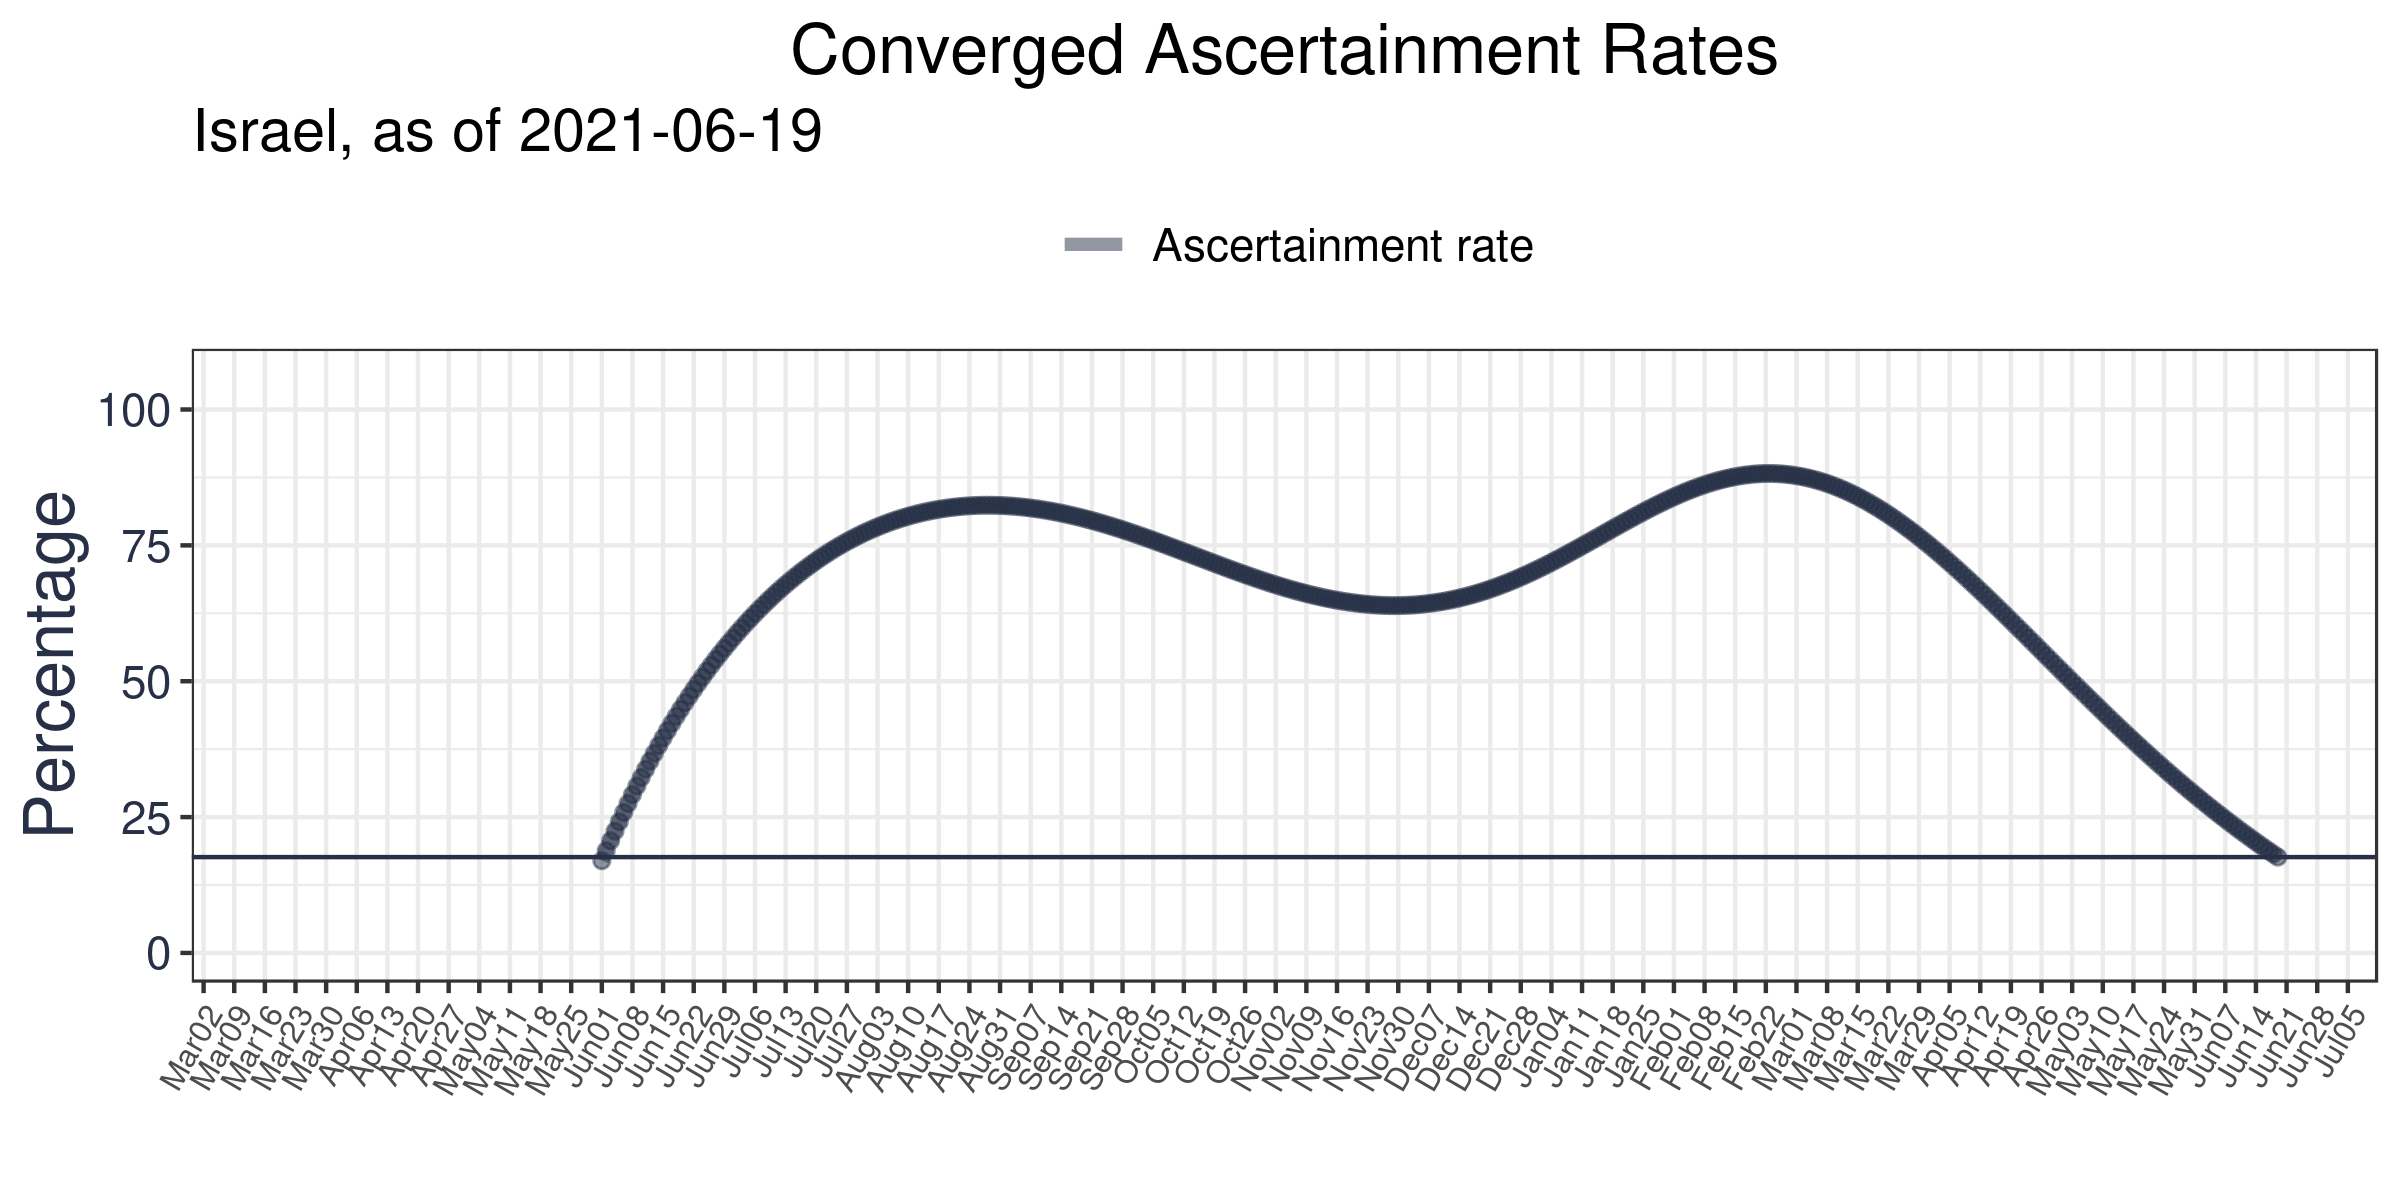 Converged Ascertainment Rates
Israel, as of 2021-06-19
Ascertainment rate
Percentage
100
75
50
25
0
Mar02
Mar09
Mar16
Mar23
Mar30
Apr06
Apr13
Apr20
Apr27
May04
May11
May18
May25
Jun01
Jun08
Jun15
Jun22
Jun29
Jul06
Jul13
Jul20
Jul27
Aug03
Aug10
Aug17
Aug24
Aug31
Sep07
Sep14
Sep21
Sep28
Oct05
Oct12
Oct19
Oct26
Nov02
Nov09
Nov16
Nov23
Nov30
Dec07
Dec14
Dec21
Dec28
Jan04
Jan11
Jan18
Jan25
Feb01
Feb08
Feb15
Feb22
Mar01
Mar08
Mar15
Mar22
Mar29
Apr05
Apr12
Apr19
Apr26
May03
May10
May17
May24
May31
Jun07
Jun14
Jun21
Jun28
Jul05